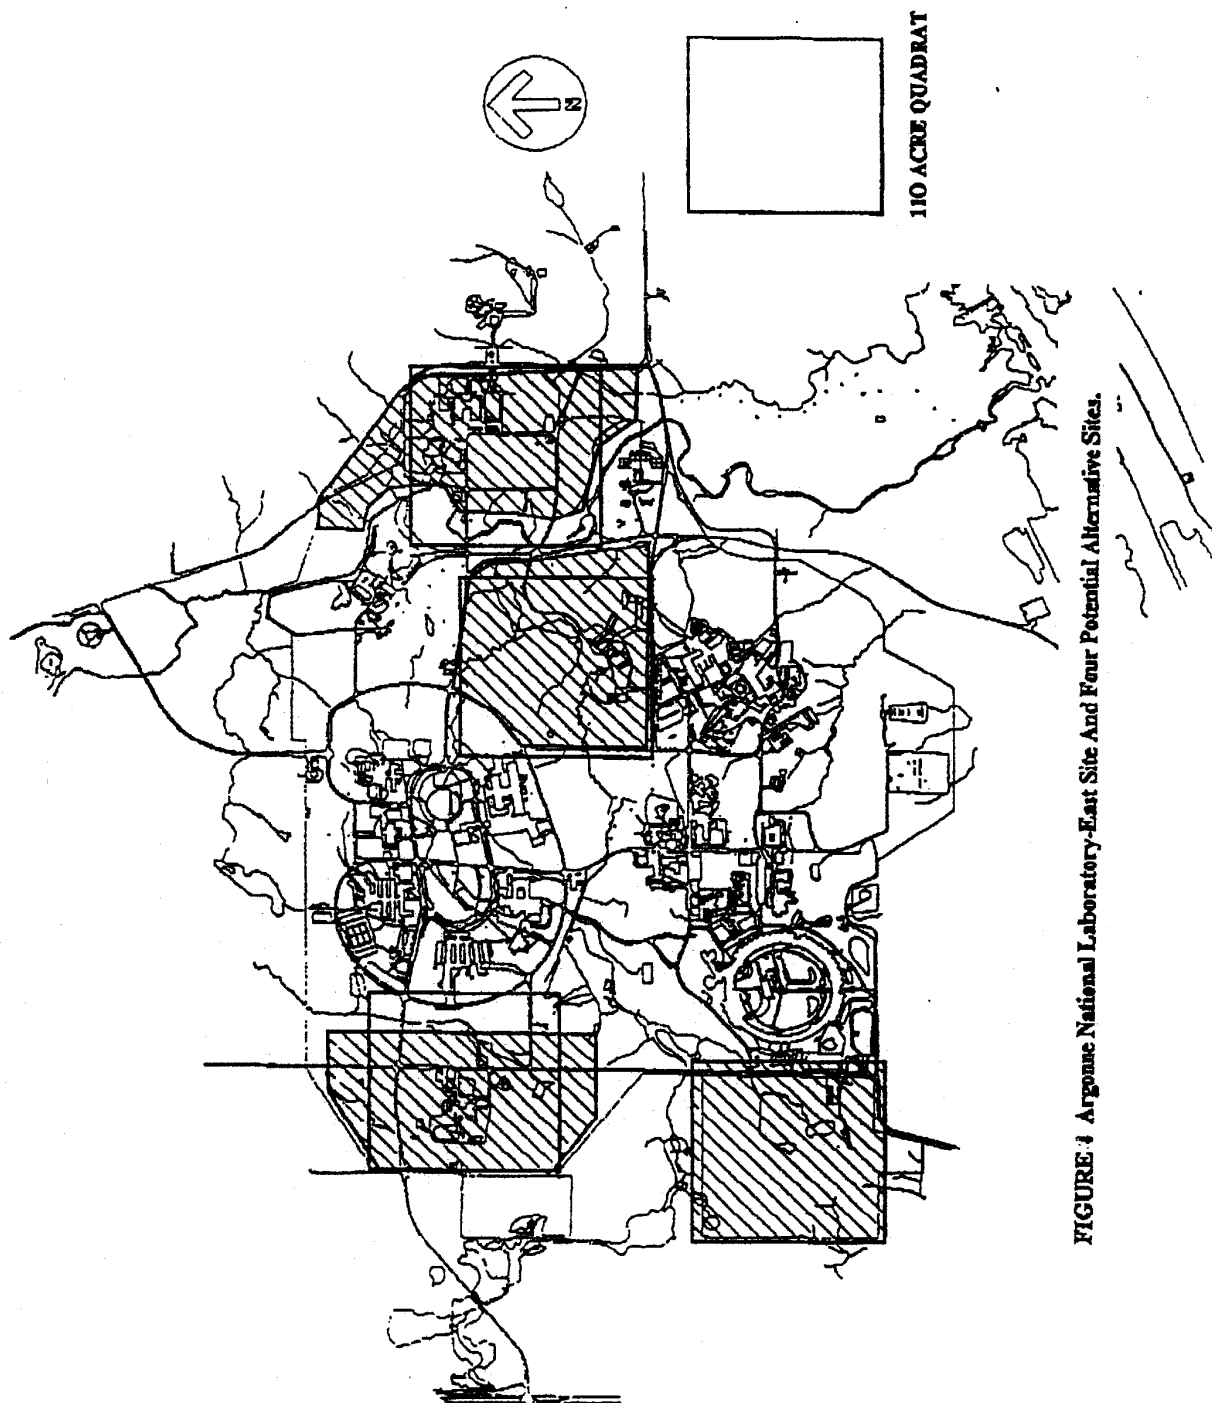 N
110 ACRE QUADRAT
FIGURE 4 Argonne National Laboratory-East Site And Four Potential Alternative Sites.